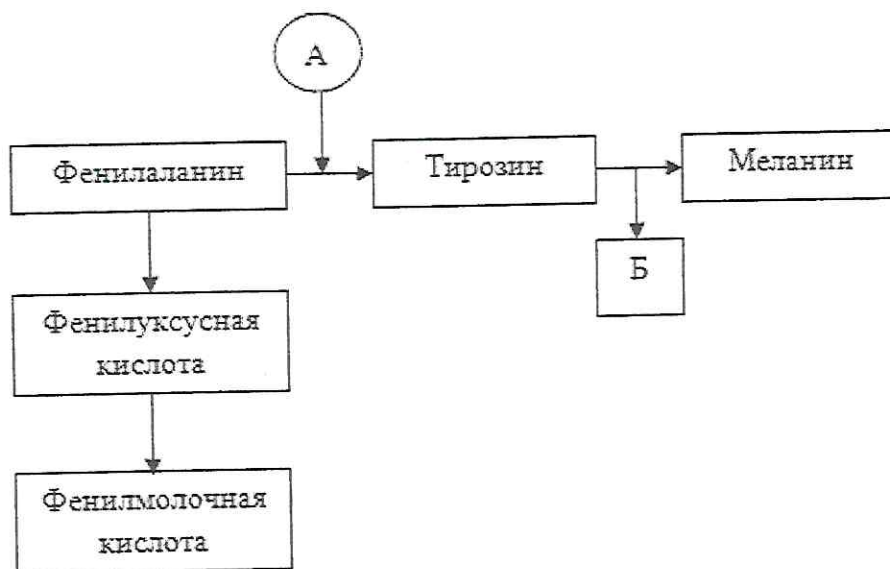 А
Фенилаланин
Тирозин
Меланин
Б
Фенилуксусная
кислота
Фенилмолочная
кислота